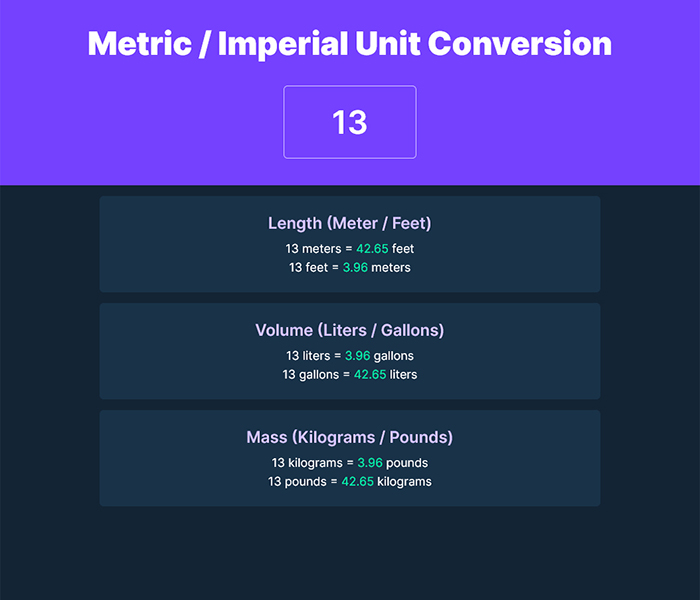 Metric / Imperial Unit Conversion
13
Length (Meter / Feet)
13 meters = 42.65 feet
13 feet = 3.96 meters
Volume (Liters / Gallons)
13 liters = 3.96 gallons
13 gallons = 42.65 liters
Mass (Kilograms / Pounds)
13 kilograms = 3.96 pounds
13 pounds = 42.65 kilograms